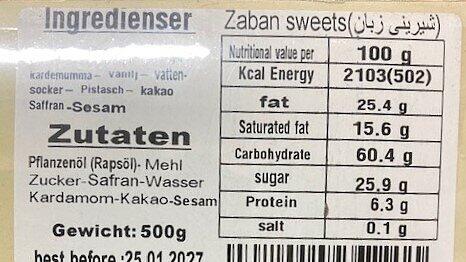 Ingredienser
kardemumma - vanilj - vatten-
socker - Pistasch - kakao
Saffran -Sesam
Zutaten
Pflanzenöl (Rapsöl)- Mehl
Zucker-Safran-Wasser
Kardamom-Kakao-Sesam
Gewicht: 500g
best before :25.01.2027
Zaban sweets(شیرینی زبان)
Nutritional value per 100 g
Kcal Energy 2103(502)
fat 25.4 g
Saturated fat 15.6 g
Carbohydrate 60.4 g
sugar 25.9 g
Protein 6.3 g
salt 0.1 g